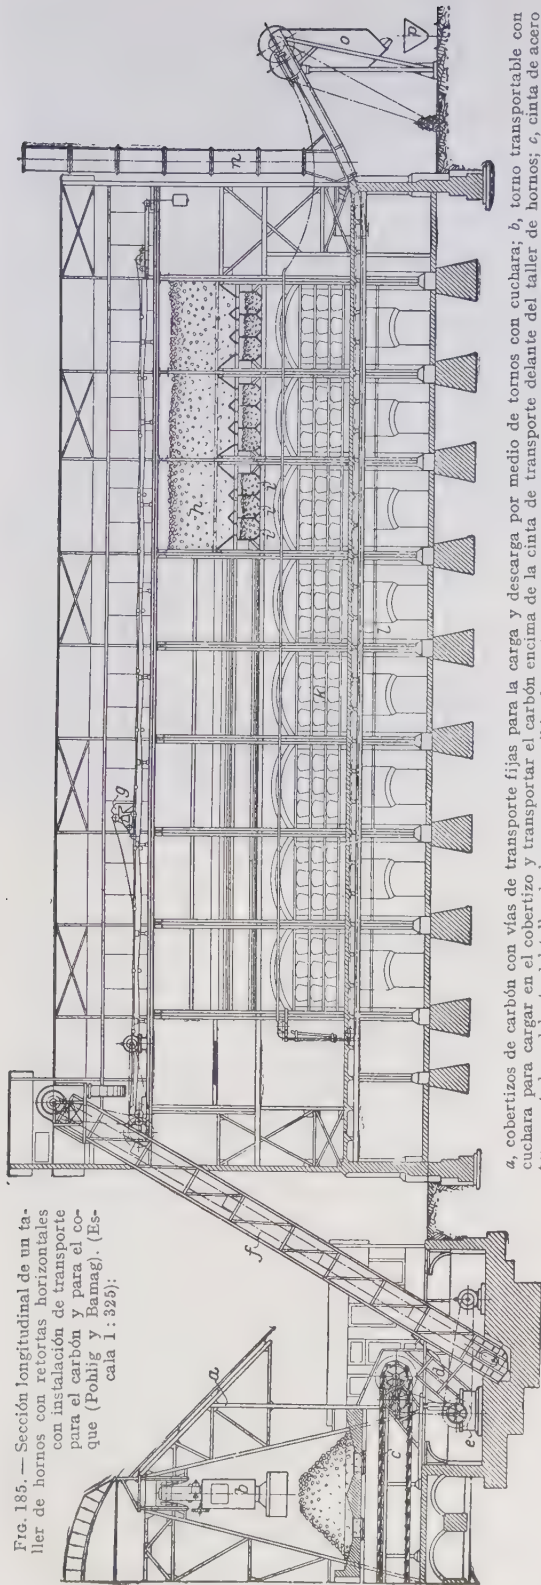 FIG. 185. — Sección longitudinal de un ta-
ller de hornos con retortas horizontales
con instalación de transporte
para el carbón y para el co-
que (Pohlig y Bamag). (Es-
cala 1 : 325):
a
b
c
d
e
f
g
h
i i i
k
l
n
o
p
a, cobertizos de carbón con vías de transporte fijas para la carga y descarga por medio de tornos con cuchara; b, torno transportable con
cuchara para cargar en el cobertizo y transportar el carbón encima de la cinta de transporte delante del taller de hornos; c, cinta de acero